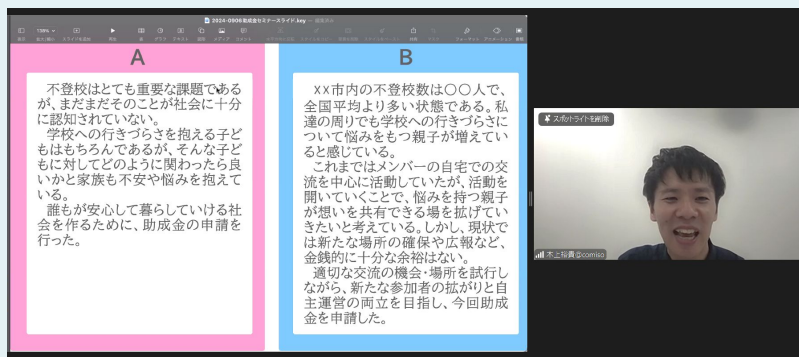 2024-0906助成金セミナースライド.key
A
不登校はとても重要な課題であるが、まだまだそのことが社会に十分に認知されていない。
学校への行きづらさを抱える子どもはもちろんであるが、そんな子どもに対してどのように関わったら良いかと家族も不安や悩みを抱えている。
誰もが安心して暮らしていける社会を作るために、助成金の申請を行った。
B
××市内の不登校数は〇〇人で、全国平均より多い状態である。私達の周りでも学校への行きづらさについて悩みをもつ親子が増えていると感じている。
これまではメンバーの自宅での交流を中心に活動していたが、活動を開いていくことで、悩みを持つ親子が想いを共有できる場を拡げていきたいと考えている。しかし、現状では新たな場所の確保や広報など、金銭的に十分な余裕はない。
適切な交流の機会・場所を試行しながら、新たな参加者の拡がりと自主運営の両立を目指し、今回助成金を申請した。
スポットライトを削除
木上裕貴@comiso